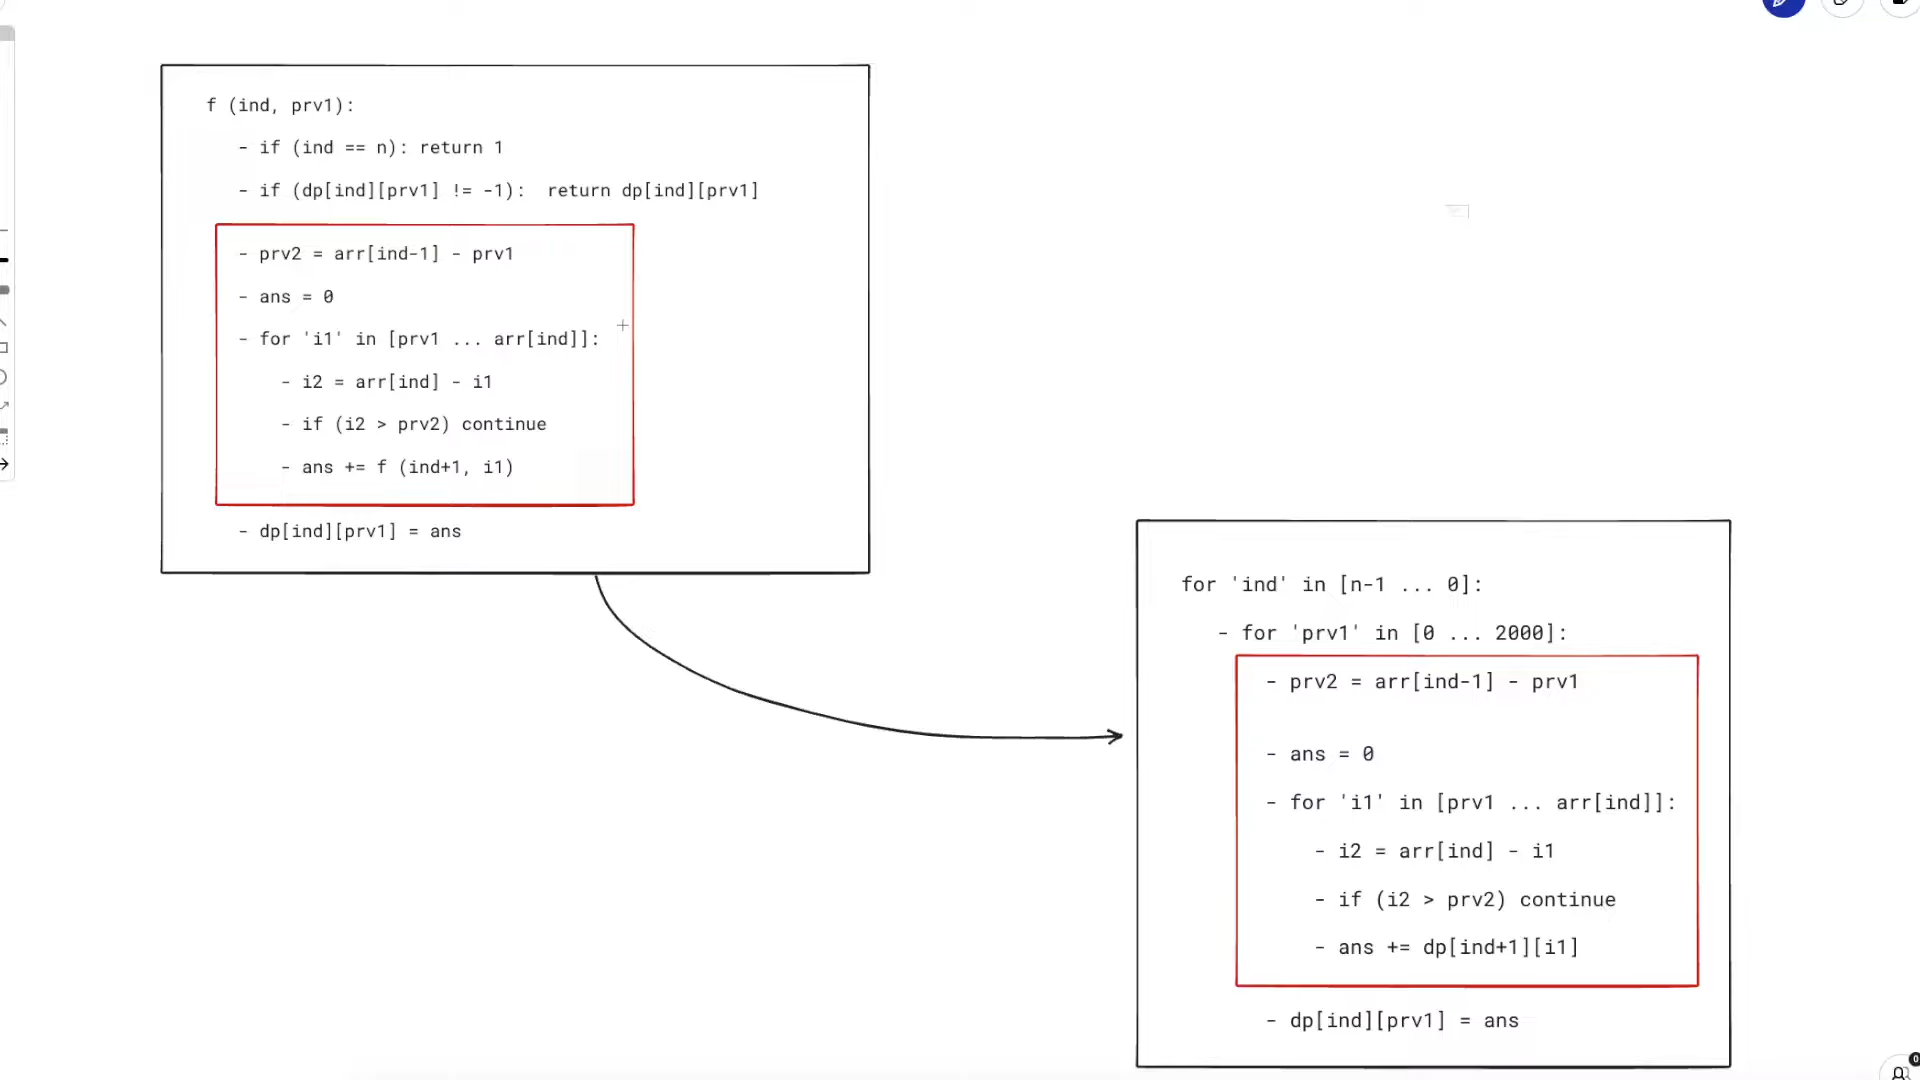 f (ind, prv1):
- if (ind == n): return 1
- if (dp[ind][prv1] != -1): return dp[ind][prv1]
- prv2 = arr[ind-1] - prv1
- ans = 0
- for 'i1' in [prv1 ... arr[ind]]:
- i2 = arr[ind] - i1
- if (i2 > prv2) continue
- ans += f (ind+1, i1)
- dp[ind][prv1] = ans
for 'ind' in [n-1 ... 0]:
- for 'prv1' in [0 ... 2000]:
- prv2 = arr[ind-1] - prv1
- ans = 0
- for 'i1' in [prv1 ... arr[ind]]:
- i2 = arr[ind] - i1
- if (i2 > prv2) continue
- ans += dp[ind+1][i1]
- dp[ind][prv1] = ans
0